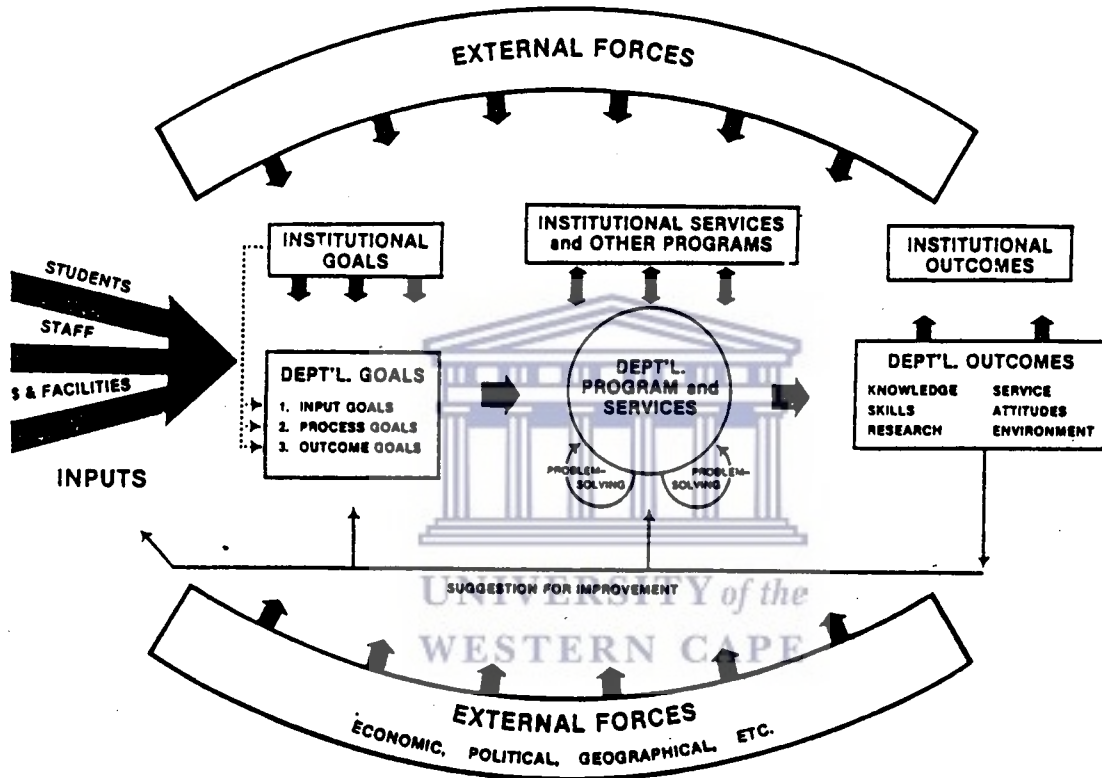 EXTERNAL FORCES
INSTITUTIONAL
GOALS
INSTITUTIONAL SERVICES
and OTHER PROGRAMS
INSTITUTIONAL
OUTCOMES
STUDENTS
STAFF
S & FACILITIES
INPUTS
DEPT'L. GOALS
1. INPUT GOALS
2. PROCESS GOALS
3. OUTCOME GOALS
DEPT'L.
PROGRAM and
SERVICES
PROBLEM-
SOLVING
PROBLEM-
SOLVING
DEPT'L. OUTCOMES
KNOWLEDGE SERVICE
SKILLS ATTITUDES
RESEARCH ENVIRONMENT
SUGGESTION FOR IMPROVEMENT
UNIVERSITY of the
WESTERN CAPE
EXTERNAL FORCES
ECONOMIC, POLITICAL, GEOGRAPHICAL, ETC.